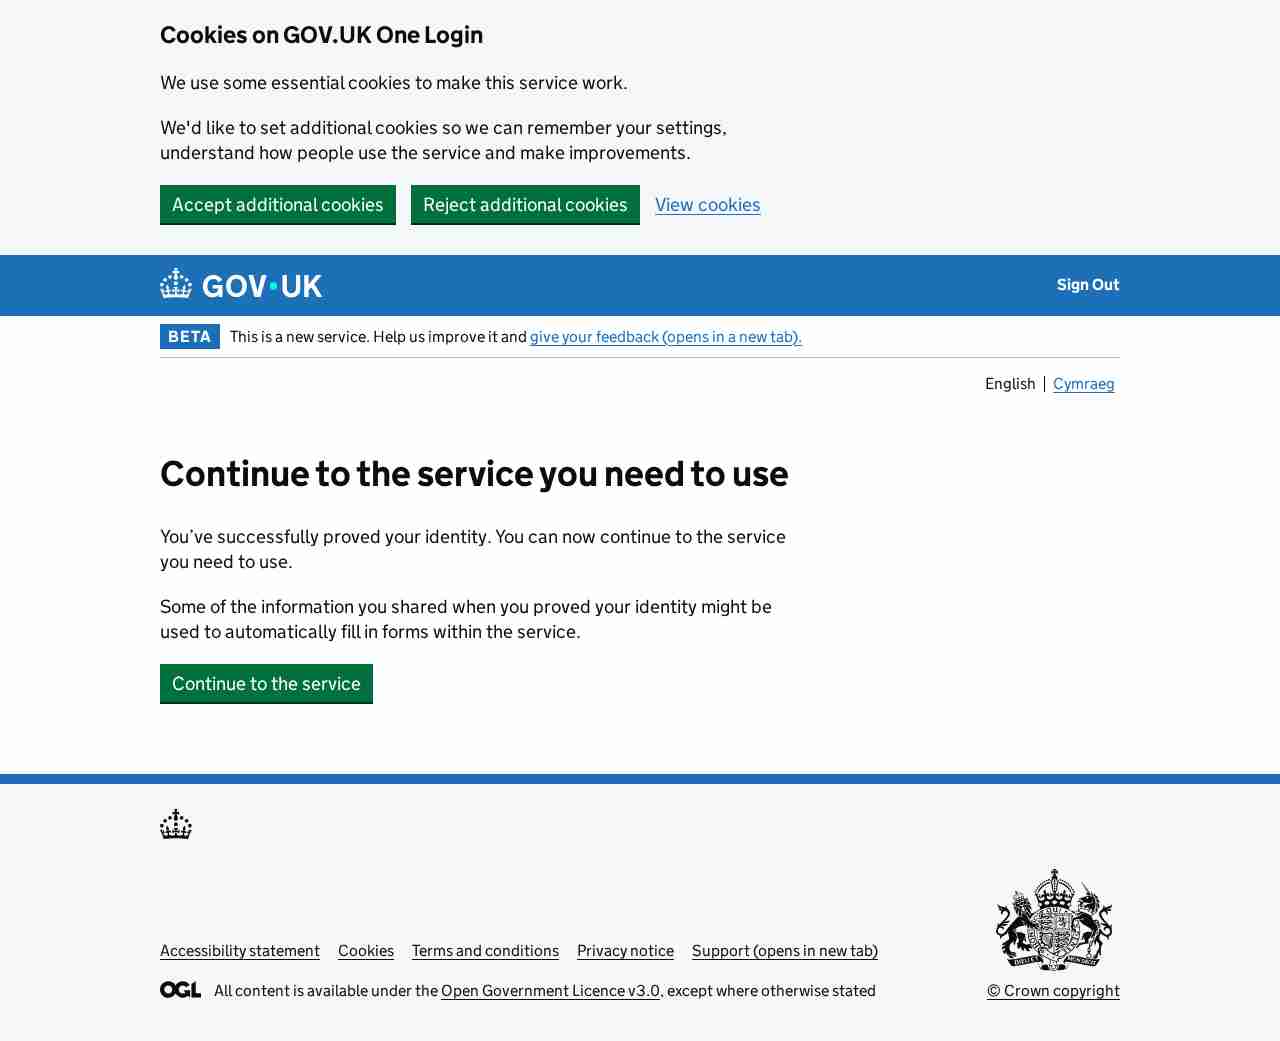 Cookies on GOV.UK One Login
We use some essential cookies to make this service work.
We'd like to set additional cookies so we can remember your settings,
understand how people use the service and make improvements.
Accept additional cookies
Reject additional cookies
View cookies
GOV•UK
Sign Out
BETA
This is a new service. Help us improve it and give your feedback (opens in a new tab).
English
Cymraeg
Continue to the service you need to use
You’ve successfully proved your identity. You can now continue to the service
you need to use.
Some of the information you shared when you proved your identity might be
used to automatically fill in forms within the service.
Continue to the service
Accessibility statement
Cookies
Terms and conditions
Privacy notice
Support (opens in new tab)
OGL
All content is available under the Open Government Licence v3.0, except where otherwise stated
© Crown copyright